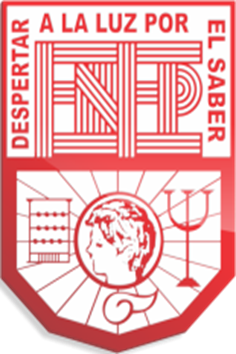 DESPERTAR
A LA LUZ POR
EL SABER
ENP